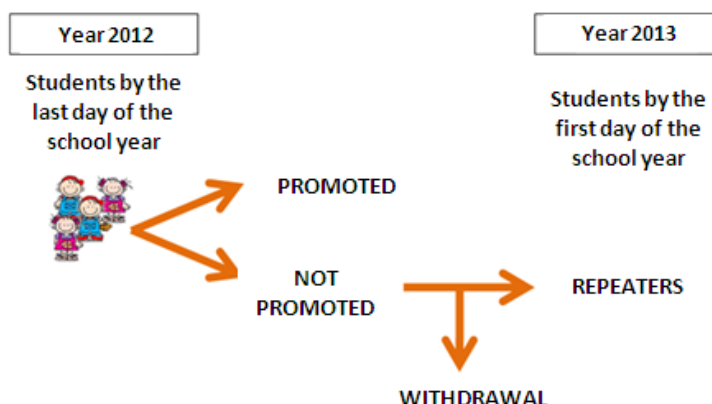 Year 2012
Students by the
last day of the
school year
Year 2013
Students by the
first day of the
school year
PROMOTED
NOT
PROMOTED
REPEATERS
WITHDRAWAL